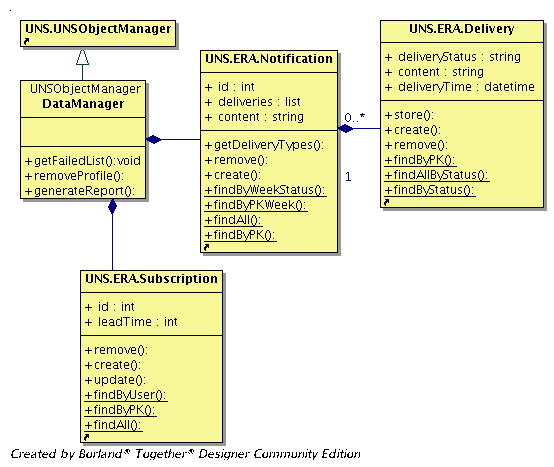 UNS.UNSObjectManager
UNSObjectManager
DataManager
+getFailedList():void
+removeProfile():
+generateReport():
UNS.ERA.Notification
+ id : int
+ deliveries : list
+ content : string
+getDeliveryTypes():
+remove():
+create():
+findByWeekStatus():
+findByPKWeek():
+findAll():
+findByPK():
0..*
1
UNS.ERA.Delivery
+ deliveryStatus : string
+ content : string
+ deliveryTime : datetime
+store():
+create():
+remove():
+findByPK():
+findAllByStatus():
+findByStatus():
UNS.ERA.Subscription
+ id : int
+ leadTime : int
+remove():
+create():
+update():
+findByUser():
+findByPK():
+findAll():
Created by Borland® Together® Designer Community Edition